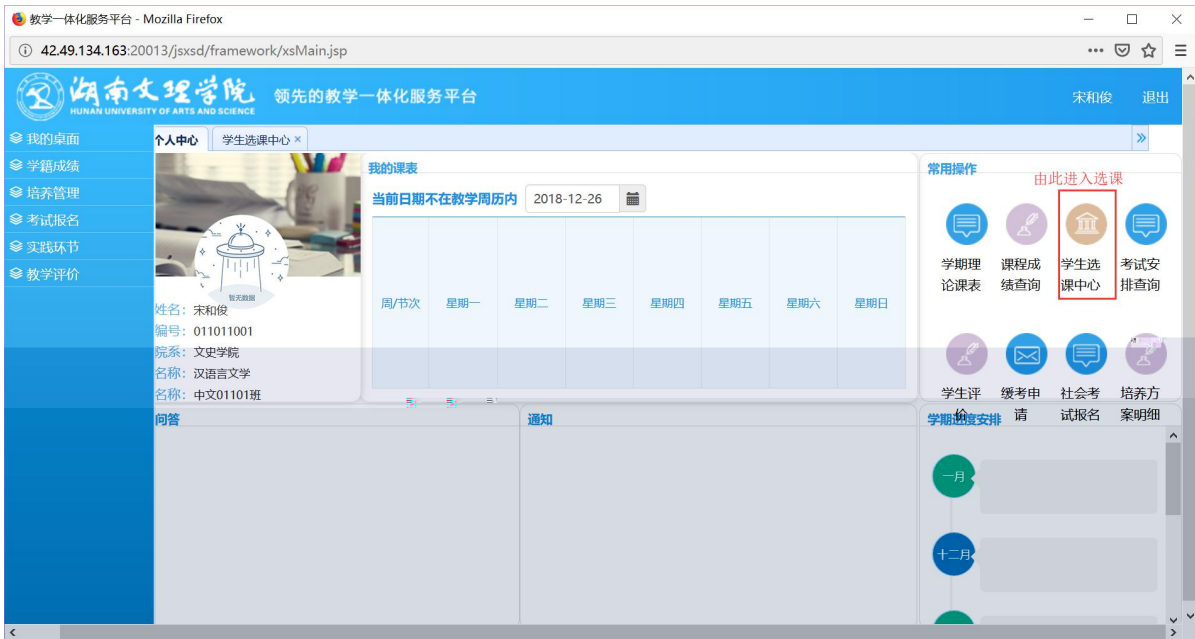 教学一体化服务平台 - Mozilla Firefox
42.49.134.163:20013/jsxsd/framework/xsMain.jsp
湖南文理学院
HUNAN UNIVERSITY OF ARTS AND SCIENCE
领先的教学一体化服务平台
宋和俊 退出
我的桌面
学籍成绩
培养管理
考试报名
实践环节
教学评价
个人中心 学生选课中心 ×
暂无数据
姓名：宋和俊
编号：011011001
院系：文史学院
名称：汉语言文学
名称：中文01101班
我的课表
当前日期不在教学周历内 2018-12-26
周/节次 星期一 星期二 星期三 星期四 星期五 星期六 星期日
常用操作
由此进入选课
学期理论课表
课程成绩查询
学生选课中心
考试安排查询
学生评价
缓考申请
社会考试报名
培养方案明细
问答
通知
学期进度安排
一月
十二月